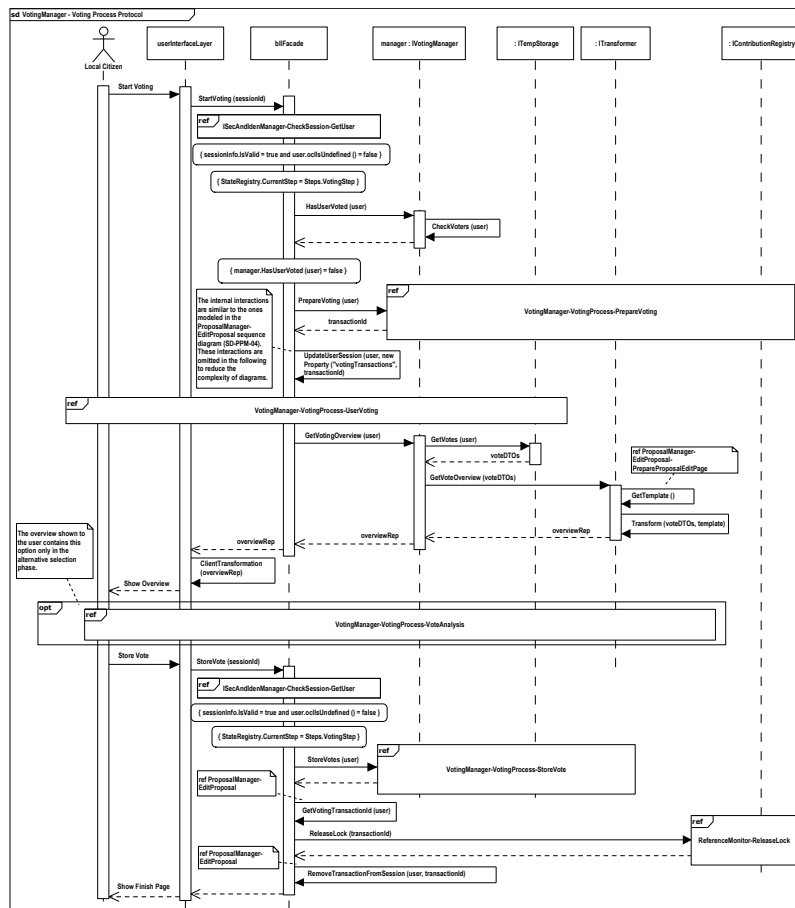 sd VotingManager - Voting Process Protocol
Local Citizen
userInterfaceLayer
bllFacade
manager : IVotingManager
: ITempStorage
: ITransformer
: IContributionRegistry
Start Voting
StartVoting (sessionId)
ref
ISecAndIdenManager-CheckSession-GetUser
{ sessionInfo.IsValid = true and user.oclIsUndefined () = false }
{ StateRegistry.CurrentStep = Steps.VotingStep }
HasUserVoted (user)
CheckVoters (user)
{ manager.HasUserVoted (user) = false }
The internal interactions
are similar to the ones
modeled in the
ProposalManager-
EditProposal sequence
diagram (SD-PPM-04).
These interactions are
omitted in the following
to reduce the
complexity of diagrams.
PrepareVoting (user)
transactionId
ref
VotingManager-VotingProcess-PrepareVoting
UpdateUserSession (user, new
Property ("votingTransactions",
transactionId)
ref
VotingManager-VotingProcess-UserVoting
GetVotingOverview (user)
GetVotes (user)
voteDTOs
ref ProposalManager-
EditProposal-
PrepareProposalEditPage
GetVoteOverview (voteDTOs)
GetTemplate ()
Transform (voteDTOs, template)
overviewRep
overviewRep
overviewRep
The overview shown to
the user contains this
option only in the
alternative selection
phase.
ClientTransformation
(overviewRep)
Show Overview
opt
ref
VotingManager-VotingProcess-VoteAnalysis
Store Vote
StoreVote (sessionId)
ref
ISecAndIdenManager-CheckSession-GetUser
{ sessionInfo.IsValid = true and user.oclIsUndefined () = false }
{ StateRegistry.CurrentStep = Steps.VotingStep }
StoreVotes (user)
ref
VotingManager-VotingProcess-StoreVote
ref ProposalManager-
EditProposal
GetVotingTransactionId (user)
ReleaseLock (transactionId)
ref
ReferenceMonitor-ReleaseLock
ref ProposalManager-
EditProposal
RemoveTransactionFromSession (user, transactionId)
Show Finish Page